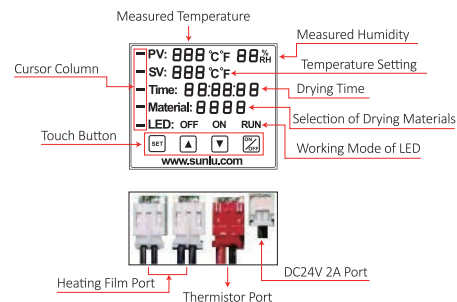 Measured Temperature
PV: 888 °C°F 88 %RH
Measured Humidity
Cursor Column
SV: 888 °C°F
Temperature Setting
Time: 88:88:88
Drying Time
Material: 8888
Selection of Drying Materials
LED: OFF ON RUN
Touch Button
SET ▲ ▼ ON/OFF
Working Mode of LED
www.sunlu.com
Heating Film Port
DC24V 2A Port
Thermistor Port